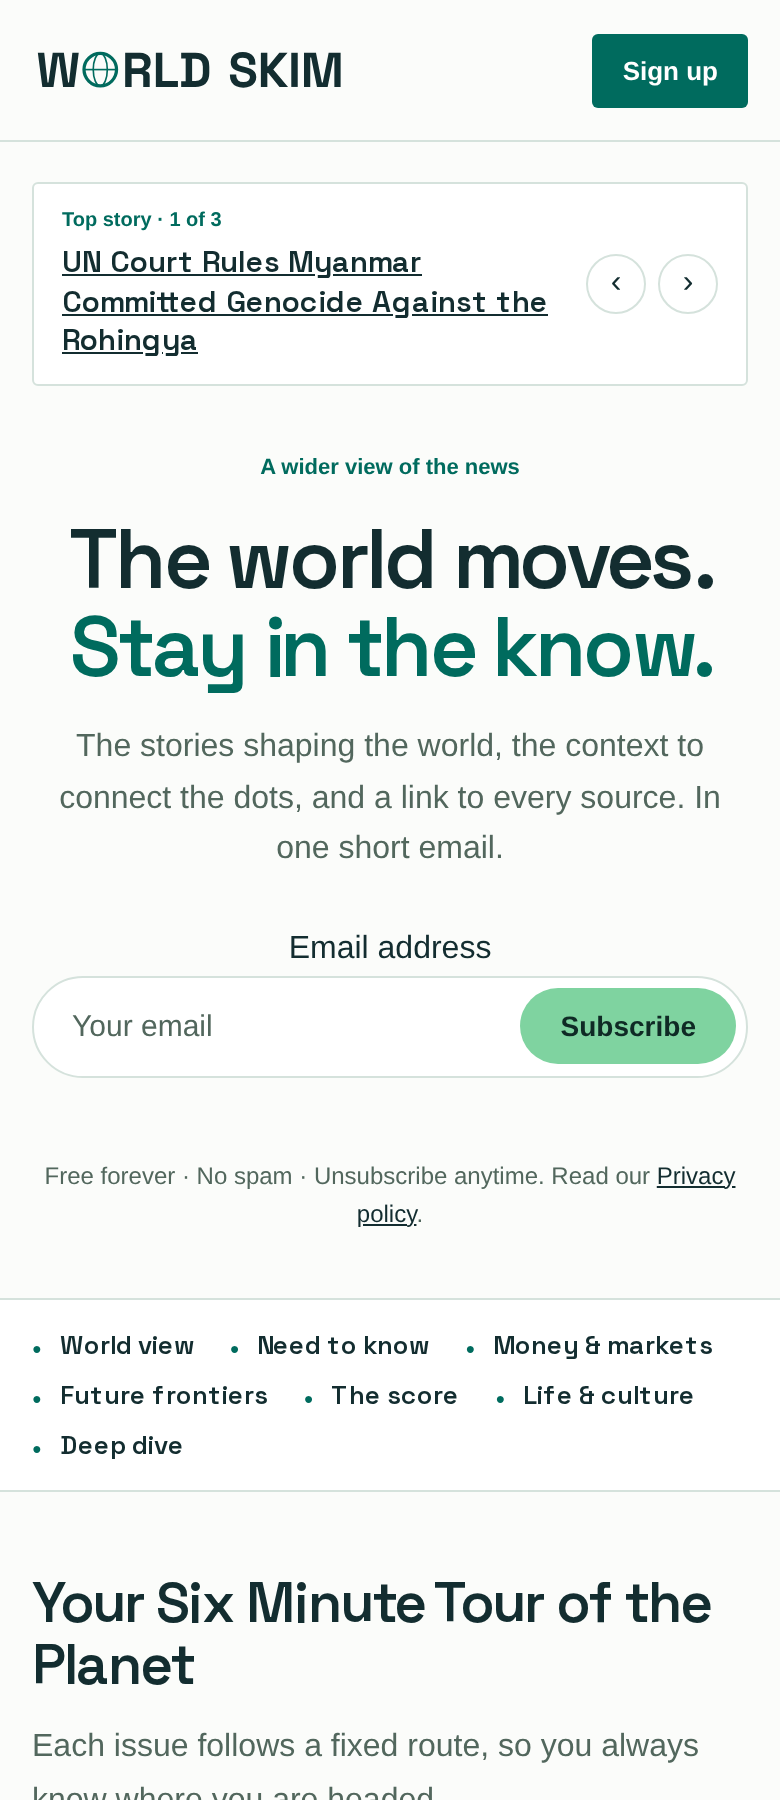 WORLD SKIM
Sign up
Top story · 1 of 3
UN Court Rules Myanmar
Committed Genocide Against the
Rohingya
‹ ›
A wider view of the news
The world moves.
Stay in the know.
The stories shaping the world, the context to
connect the dots, and a link to every source. In
one short email.
Email address
Your email
Subscribe
Free forever · No spam · Unsubscribe anytime. Read our Privacy
policy.
• World view • Need to know • Money & markets
• Future frontiers • The score • Life & culture
• Deep dive
Your Six Minute Tour of the
Planet
Each issue follows a fixed route, so you always
know where you are headed